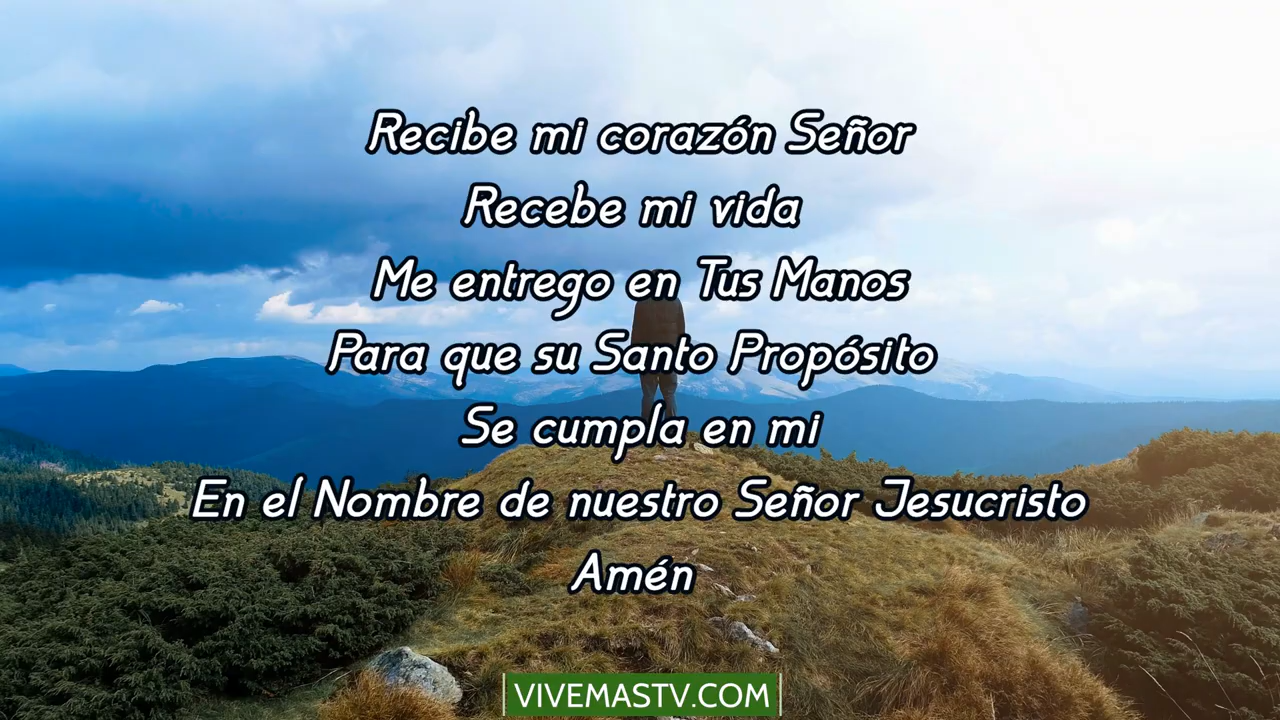 Recibe mi corazón Señor
Recebe mi vida
Me entrego en Tus Manos
Para que su Santo Propósito
Se cumpla en mi
En el Nombre de nuestro Señor Jesucristo
Amén
VIVEMASTV.COM